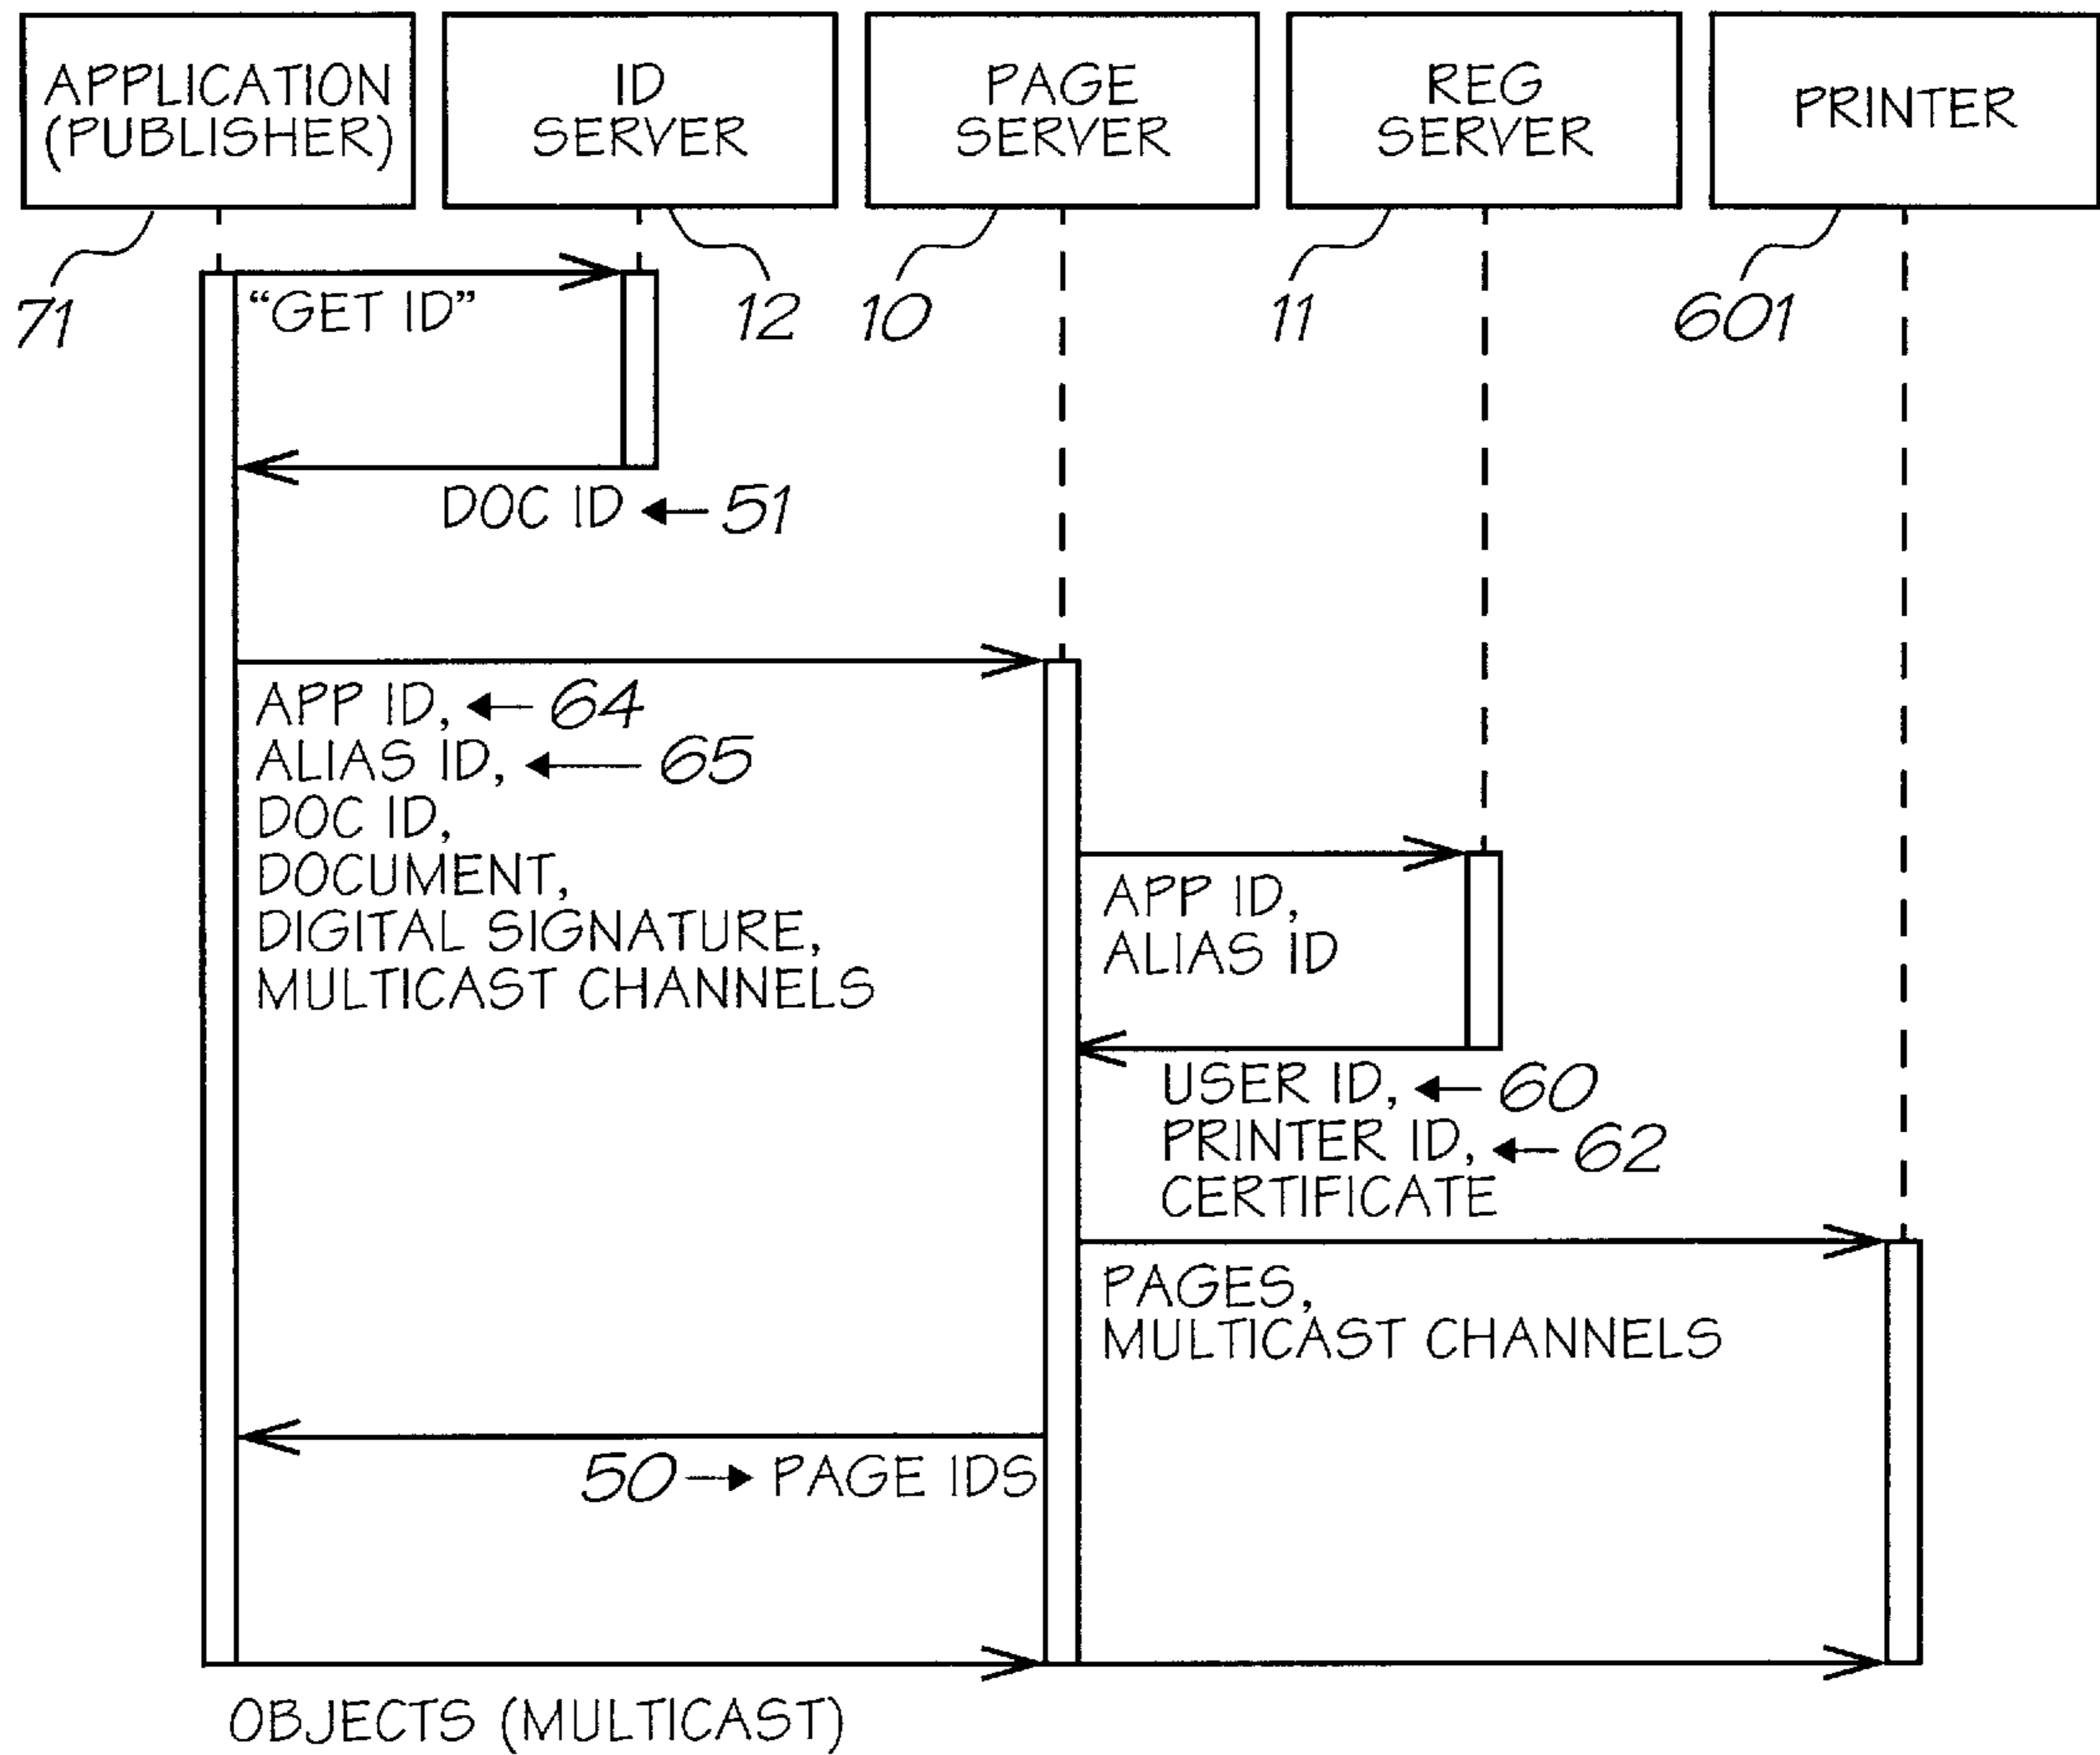 APPLICATION
(PUBLISHER)
ID
SERVER
PAGE
SERVER
REG
SERVER
PRINTER
71
12
10
11
601
"GET ID"
DOC ID 51
APP ID, 64
ALIAS ID, 65
DOC ID,
DOCUMENT,
DIGITAL SIGNATURE,
MULTICAST CHANNELS
APP ID,
ALIAS ID
USER ID, 60
PRINTER ID, 62
CERTIFICATE
PAGES,
MULTICAST CHANNELS
50 PAGE IDS
OBJECTS (MULTICAST)